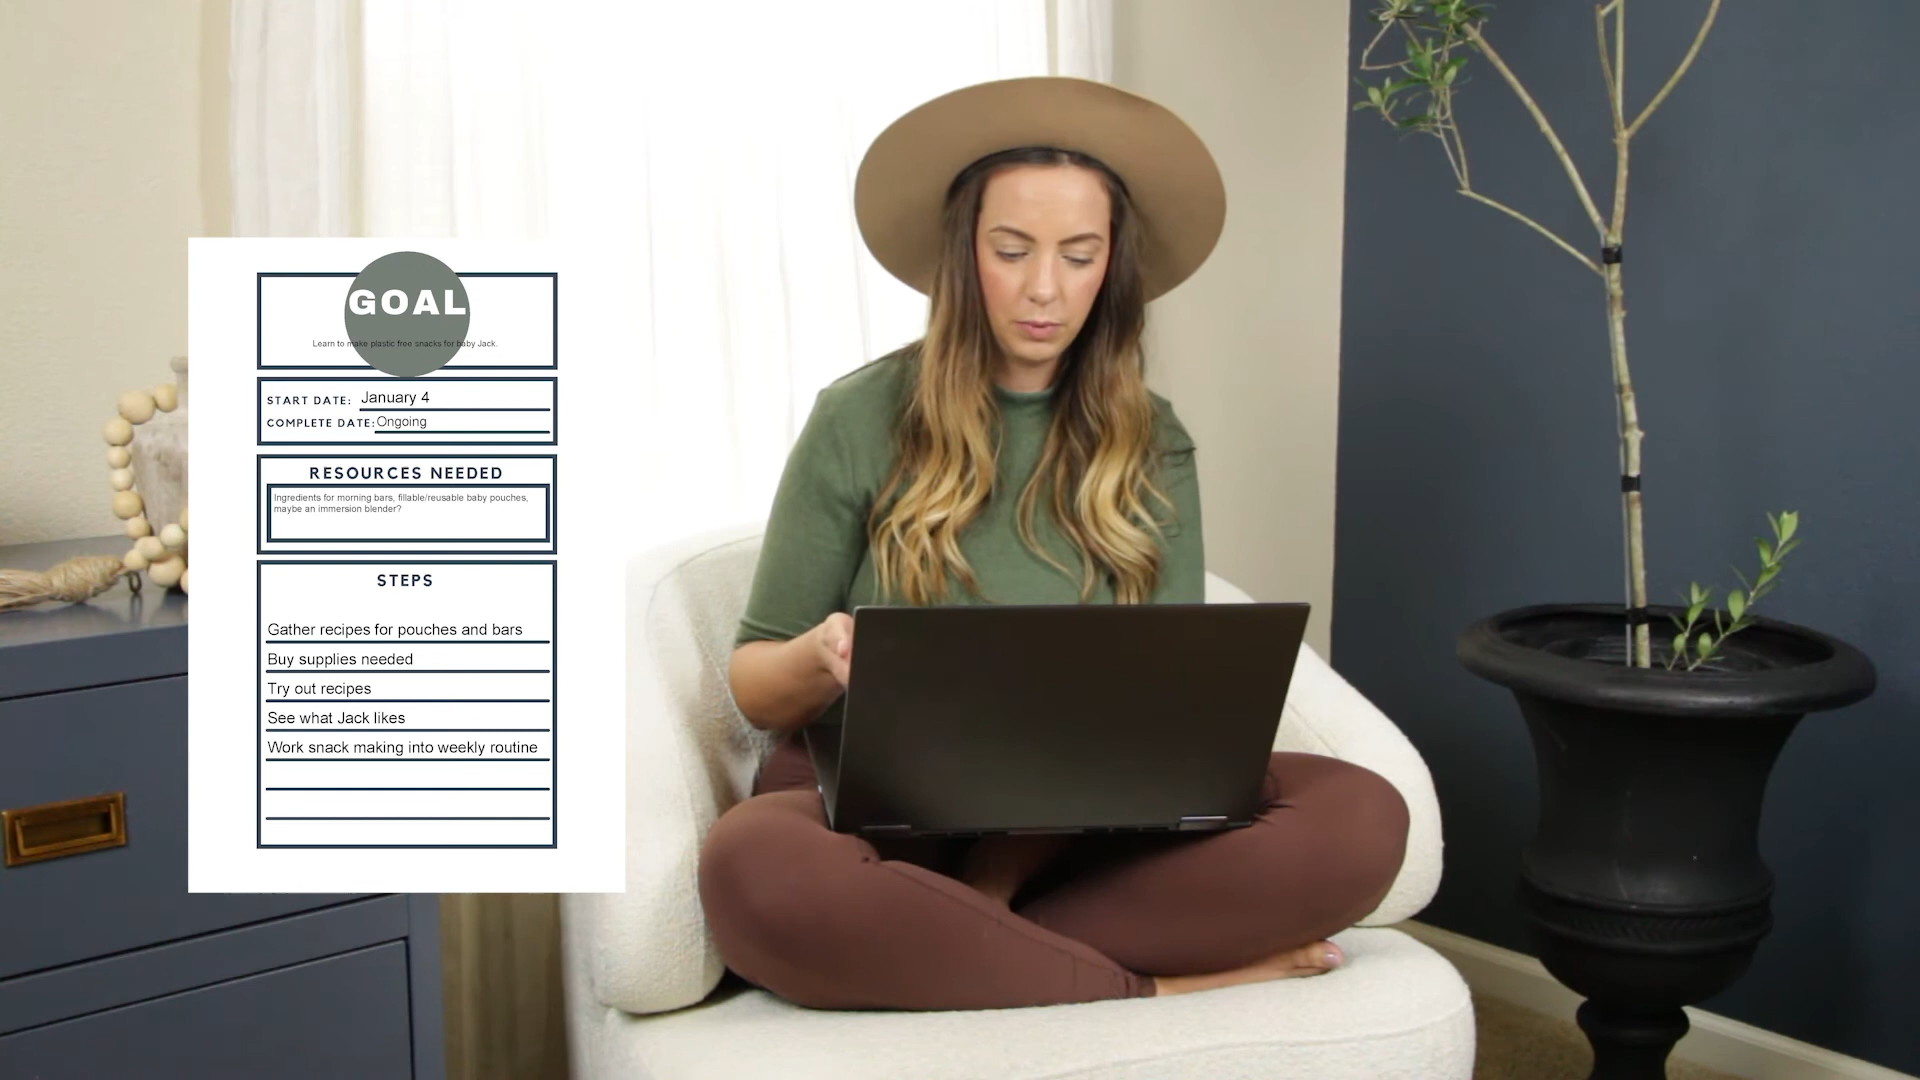 GOAL
Learn to make plastic free snacks for baby Jack.
START DATE: January 4
COMPLETE DATE: Ongoing
RESOURCES NEEDED
Ingredients for morning bars, fillable/reusable baby pouches,
maybe an immersion blender?
STEPS
Gather recipes for pouches and bars
Buy supplies needed
Try out recipes
See what Jack likes
Work snack making into weekly routine